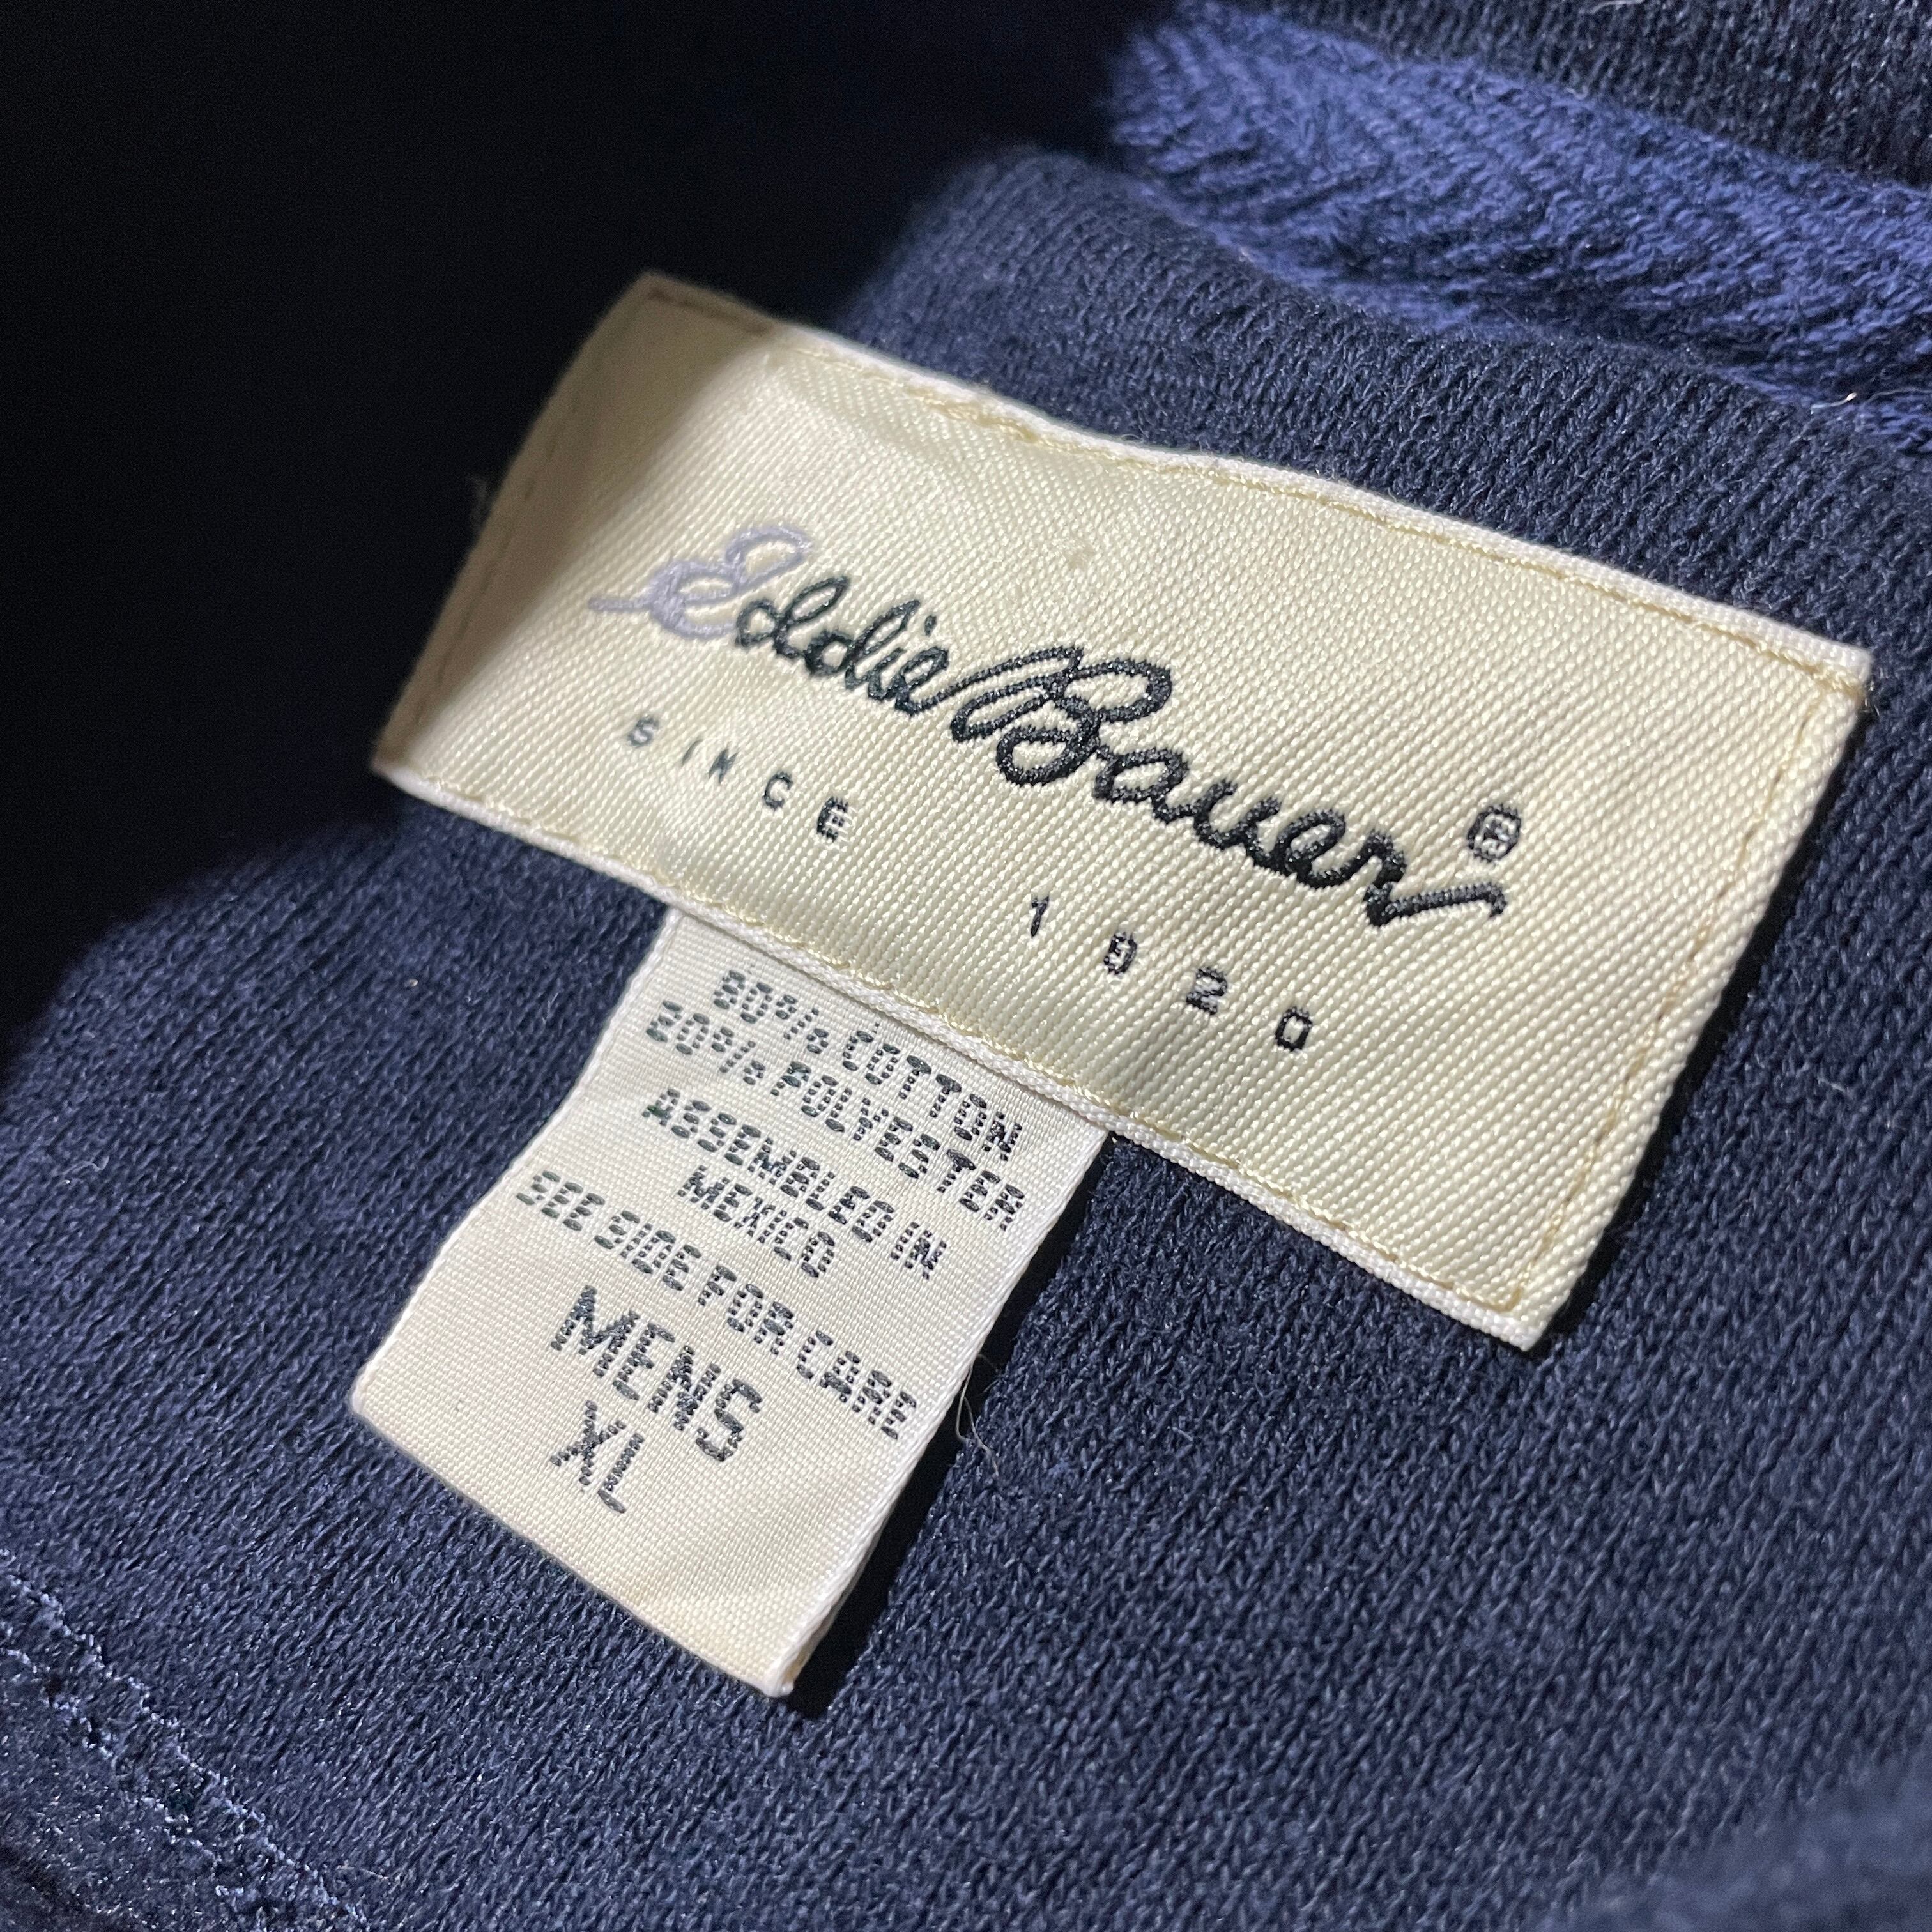 Eddie Bauer®
SINCE 1920
80% COTTON
20% POLYESTER
ASSEMBLED IN
MEXICO
SEE SIDE FOR CARE
MENS
XL